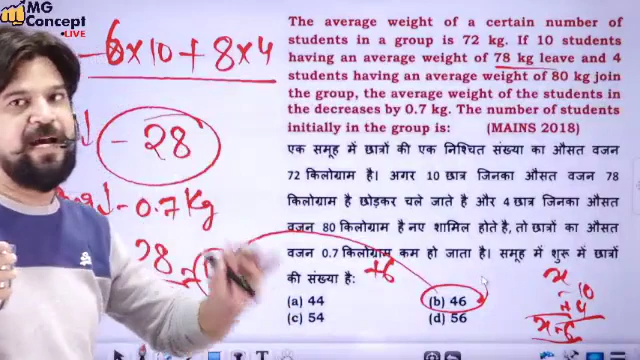 MG
Concept
LIVE
-6×10+8×4
- 28
- 0.7 Kg
28
The average weight of a certain number of
students in a group is 72 kg. If 10 students
having an average weight of 78 kg leave and 4
students having an average weight of 80 kg join
the group, the average weight of the students in
the decreases by 0.7 kg. The number of students
initially in the group is: (MAINS 2018)
एक समूह में छात्रों की एक निश्चित संख्या का औसत वजन
72 किलोग्राम है। अगर 10 छात्र जिनका औसत वजन 78
किलोग्राम है छोड़कर चले जाते है और 4 छात्र जिनका औसत
वजन 80 किलोग्राम है नए शामिल होते है, तो छात्रों का औसत
वजन 0.7 किलोग्राम कम हो जाता है। समूह में शुरू में छात्रों
की संख्या है:
+6
(a) 44 (b) 46
(c) 54 (d) 56
x
- 10
+ 4
x-6